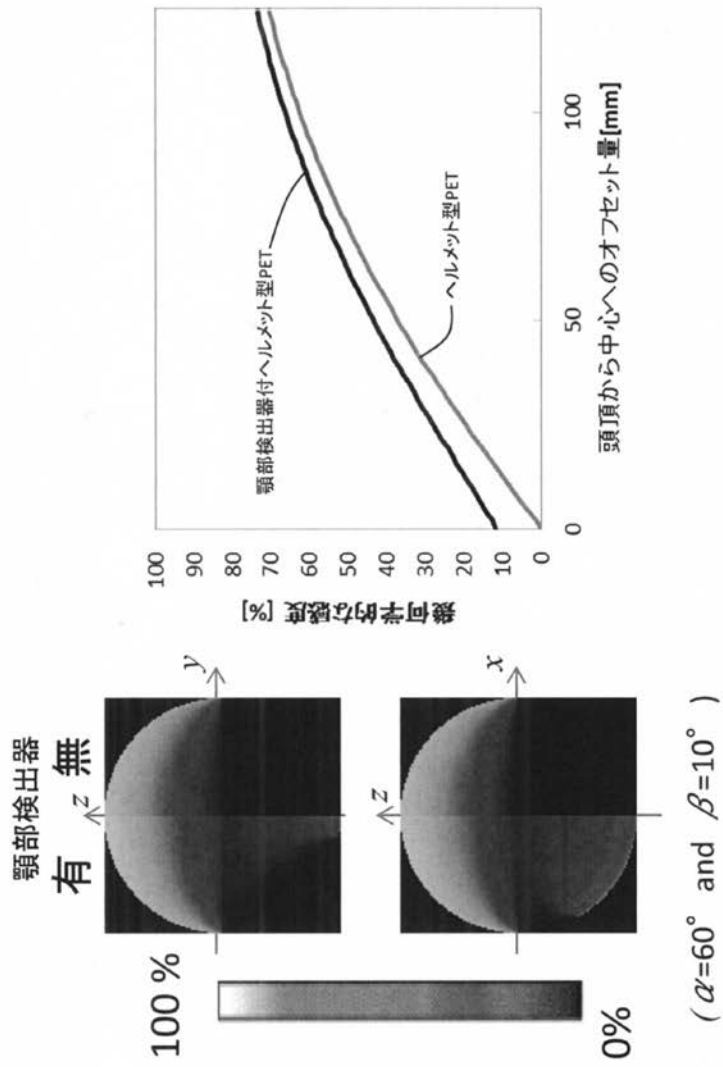 顎部検出器
有 無
z
y
z
x
100 %
0%
( α=60° and β=10° )
100
90
80
70
60
50
40
30
20
10
0
幾何学的な感度 [%]
顎部検出器付ヘルメット型PET
ヘルメット型PET
0
50
100
頭頂から中心へのオフセット量[mm]